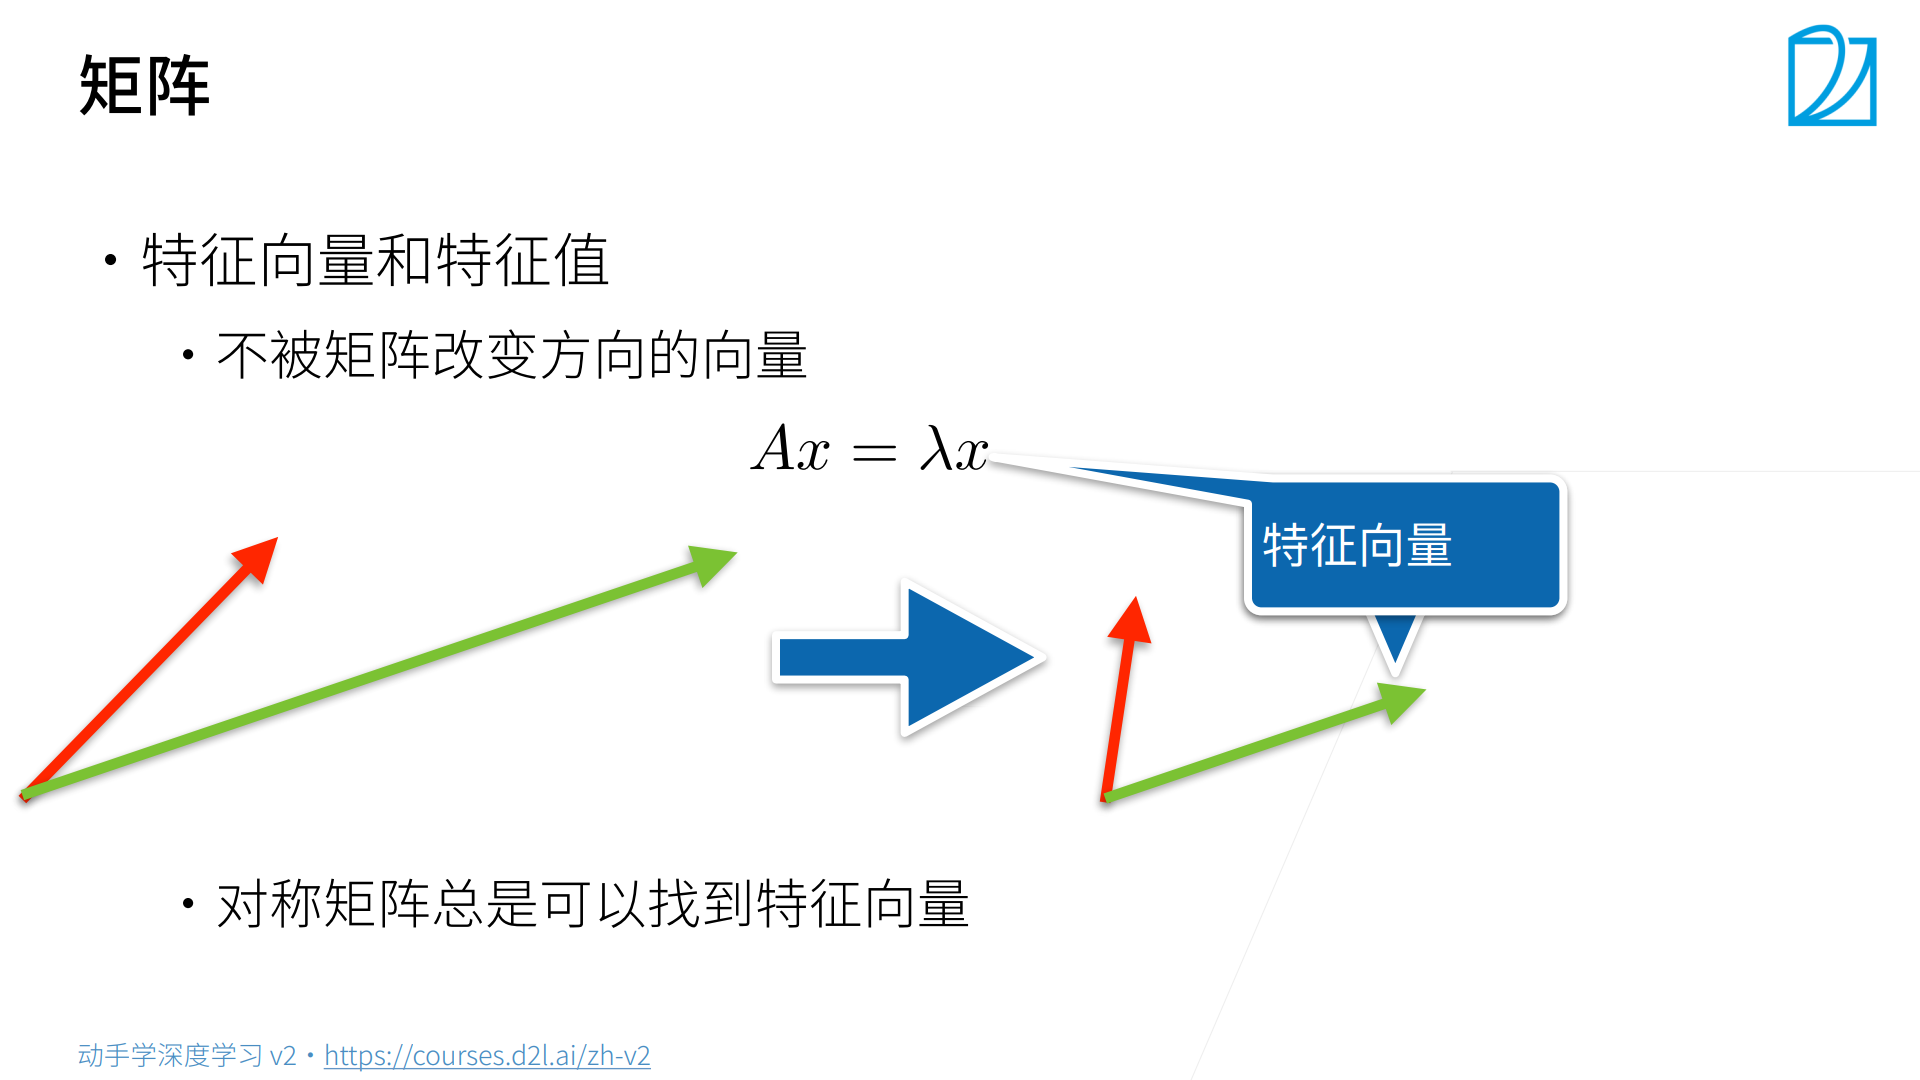 矩阵
• 特征向量和特征值
• 不被矩阵改变方向的向量
Ax = λx
特征向量
• 对称矩阵总是可以找到特征向量
动手学深度学习 v2 • https://courses.d2l.ai/zh-v2